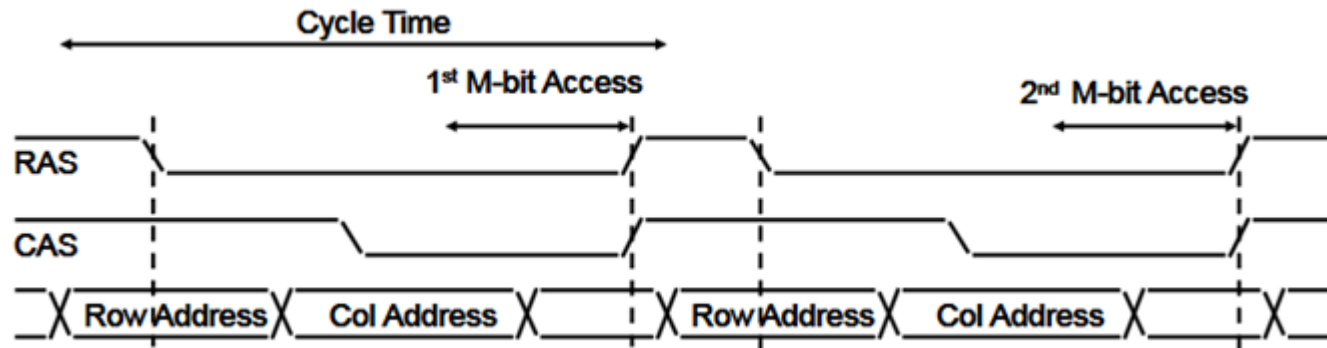 Cycle Time
1st M-bit Access
2nd M-bit Access
RAS
CAS
Row Address Col Address Row Address Col Address